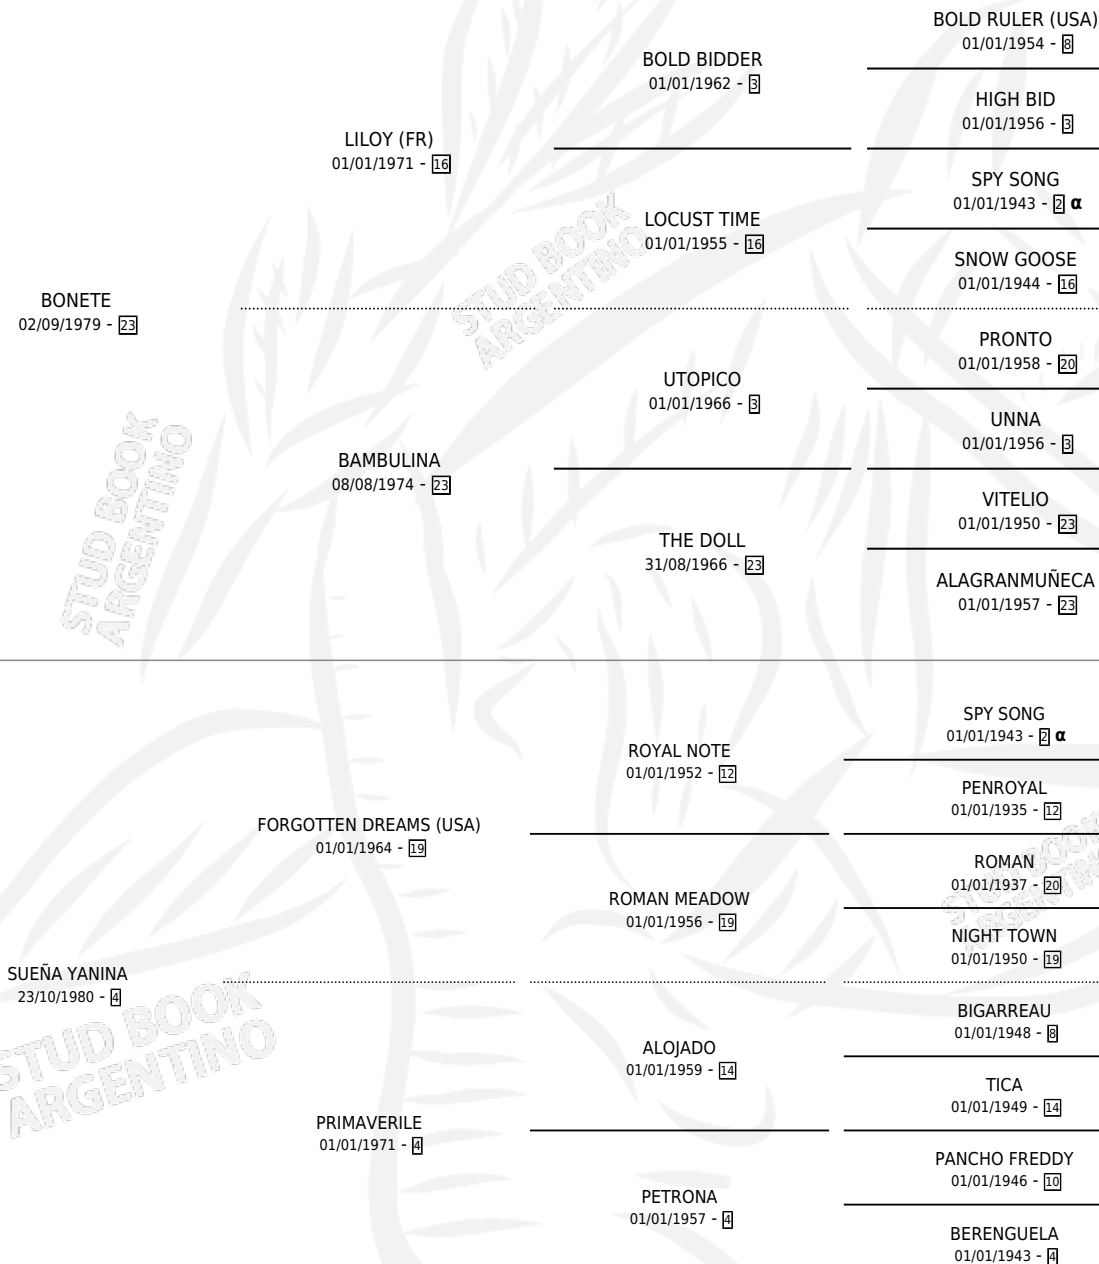 BOLD RULER (USA)
01/01/1954 - 8
BOLD BIDDER
01/01/1962 - 3
HIGH BID
01/01/1956 - 3
LILOY (FR)
01/01/1971 - 16
SPY SONG
01/01/1943 - 2 α
LOCUST TIME
01/01/1955 - 16
SNOW GOOSE
01/01/1944 - 16
BONETE
02/09/1979 - 23
PRONTO
01/01/1958 - 20
UTOPICO
01/01/1966 - 3
UNNA
01/01/1956 - 3
BAMBULINA
08/08/1974 - 23
VITELIO
01/01/1950 - 23
THE DOLL
31/08/1966 - 23
ALAGRANMUÑECA
01/01/1957 - 23
SPY SONG
01/01/1943 - 2 α
ROYAL NOTE
01/01/1952 - 12
PENROYAL
01/01/1935 - 12
FORGOTTEN DREAMS (USA)
01/01/1964 - 19
ROMAN
01/01/1937 - 20
ROMAN MEADOW
01/01/1956 - 19
NIGHT TOWN
01/01/1950 - 19
SUEÑA YANINA
23/10/1980 - 4
BIGARREAU
01/01/1948 - 8
ALOJADO
01/01/1959 - 14
TICA
01/01/1949 - 14
PRIMAVERILE
01/01/1971 - 4
PANCHO FREDDY
01/01/1946 - 10
PETRONA
01/01/1957 - 4
BERENGUELA
01/01/1943 - 4
STUD BOOK
ARGENTINO
STUD BOOK
ARGENTINO
STUD BOOK
ARGENTINO
STUD BOOK
ARGENTINO